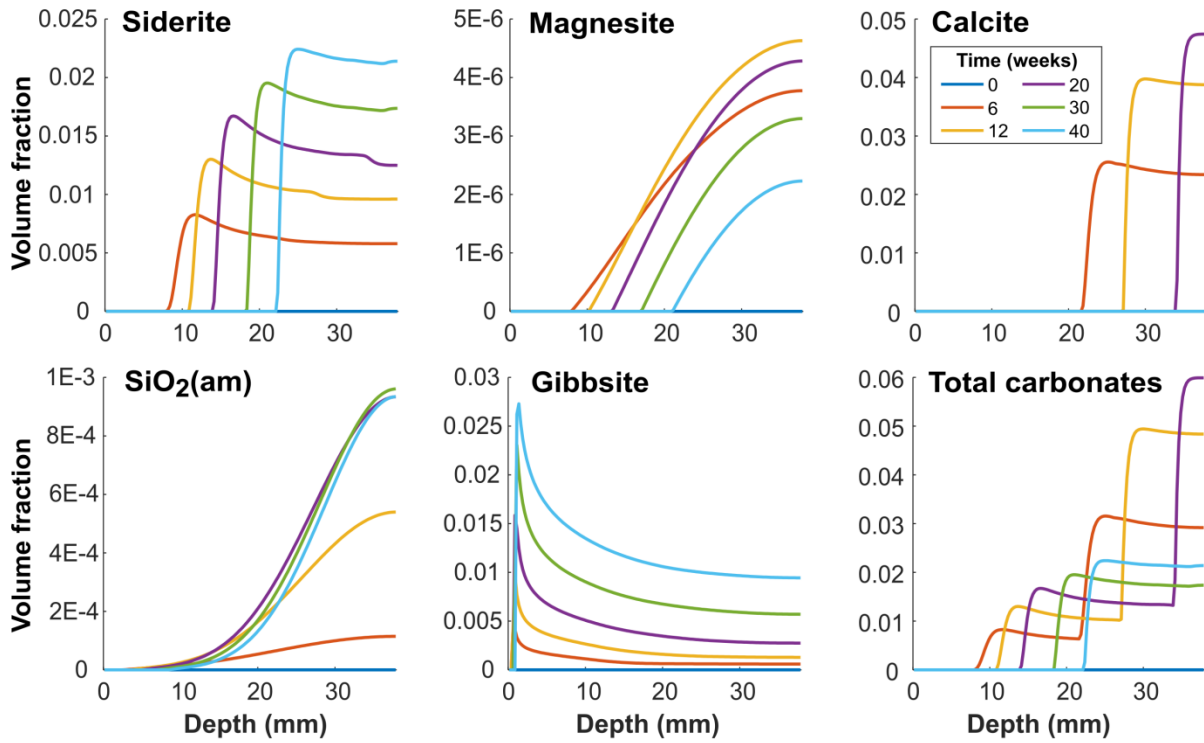 Siderite
Magnesite
Calcite
Volume fraction
0.025
0.02
0.015
0.01
0.005
0
10
20
30
5E-6
4E-6
3E-6
2E-6
1E-6
0
0
10
20
30
0.05
0.04
0.03
0.02
0.01
0
0
10
20
30
Time (weeks)
0 20
6 30
12 40
SiO2(am)
Gibbsite
Total carbonates
Volume fraction
1E-3
8E-4
6E-4
4E-4
2E-4
0
0
10
20
30
Depth (mm)
0.03
0.025
0.02
0.015
0.01
0.005
0
0
10
20
30
Depth (mm)
0.06
0.05
0.04
0.03
0.02
0.01
0
0
10
20
30
Depth (mm)